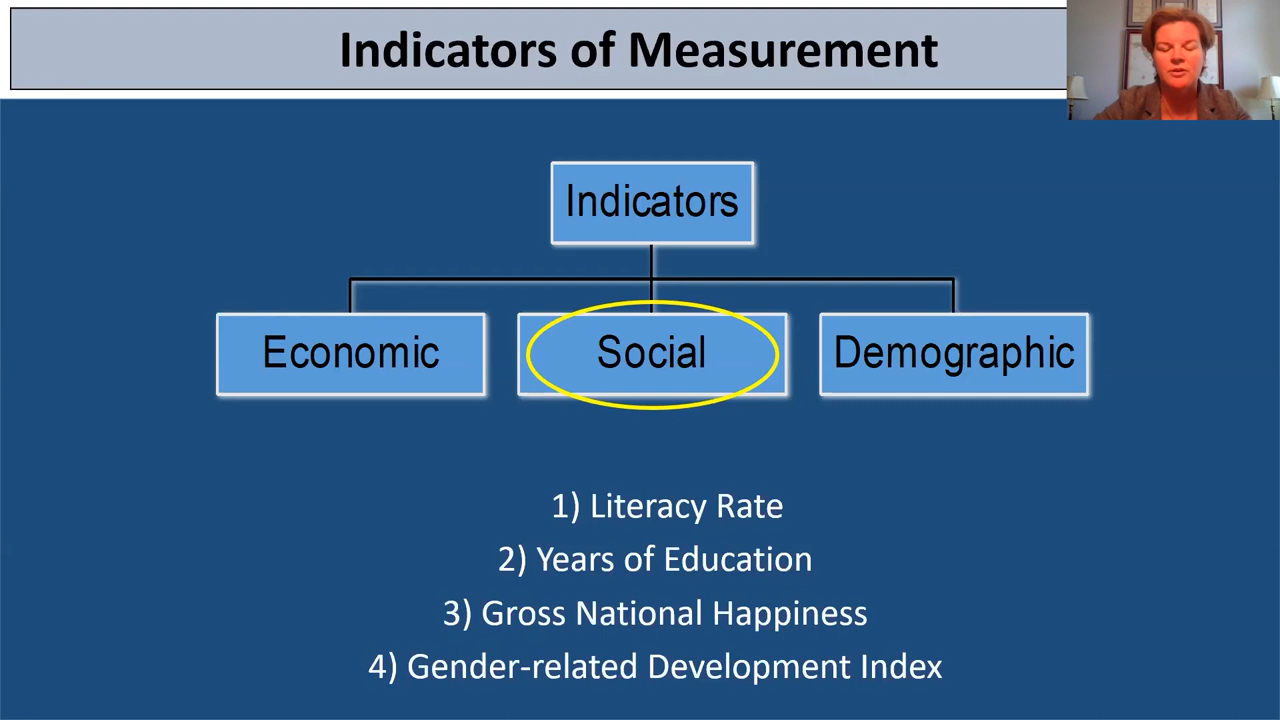 Indicators of Measurement
Indicators
Economic
Social
Demographic
1) Literacy Rate
2) Years of Education
3) Gross National Happiness
4) Gender-related Development Index